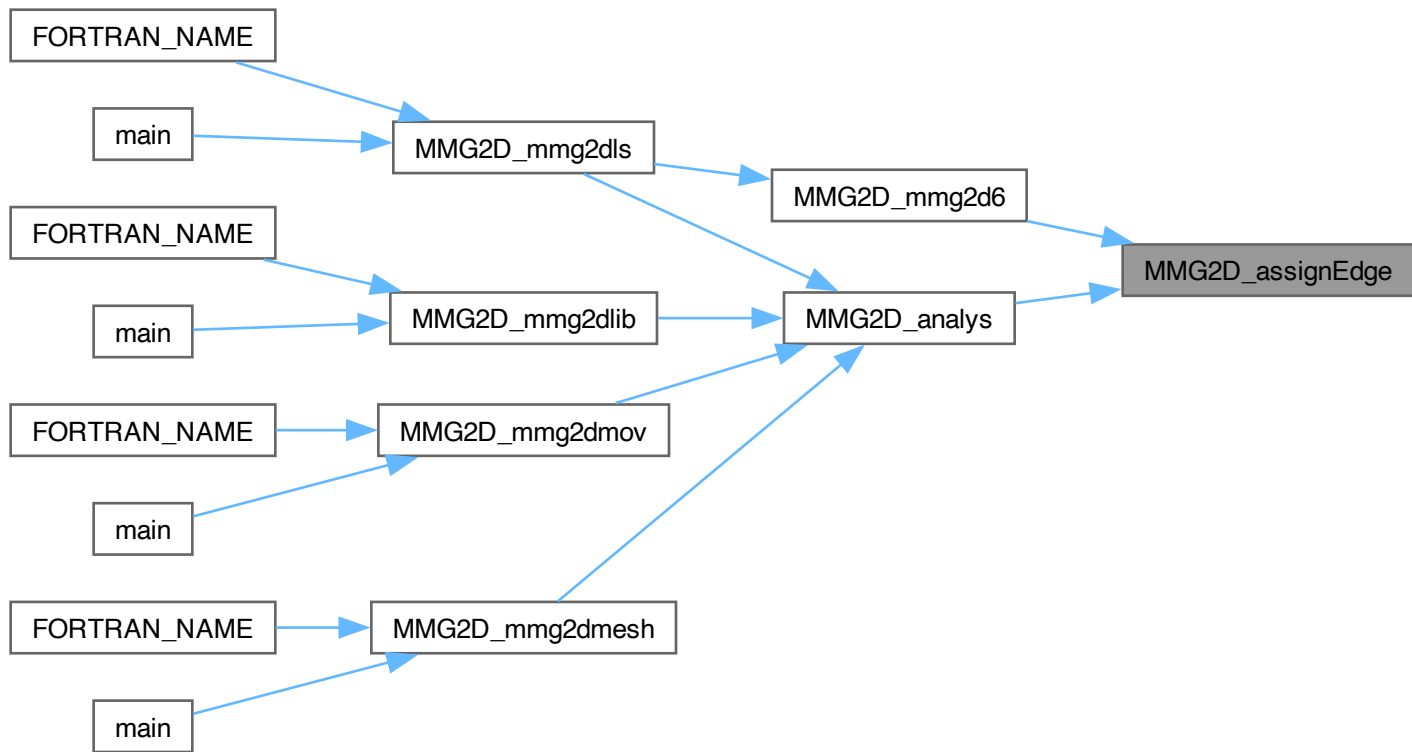 FORTRAN_NAME
main
MMG2D_mmg2dls
MMG2D_mmg2d6
FORTRAN_NAME
MMG2D_assignEdge
main
MMG2D_mmg2dlib
MMG2D_analys
FORTRAN_NAME
MMG2D_mmg2dmov
main
FORTRAN_NAME
MMG2D_mmg2dmesh
main